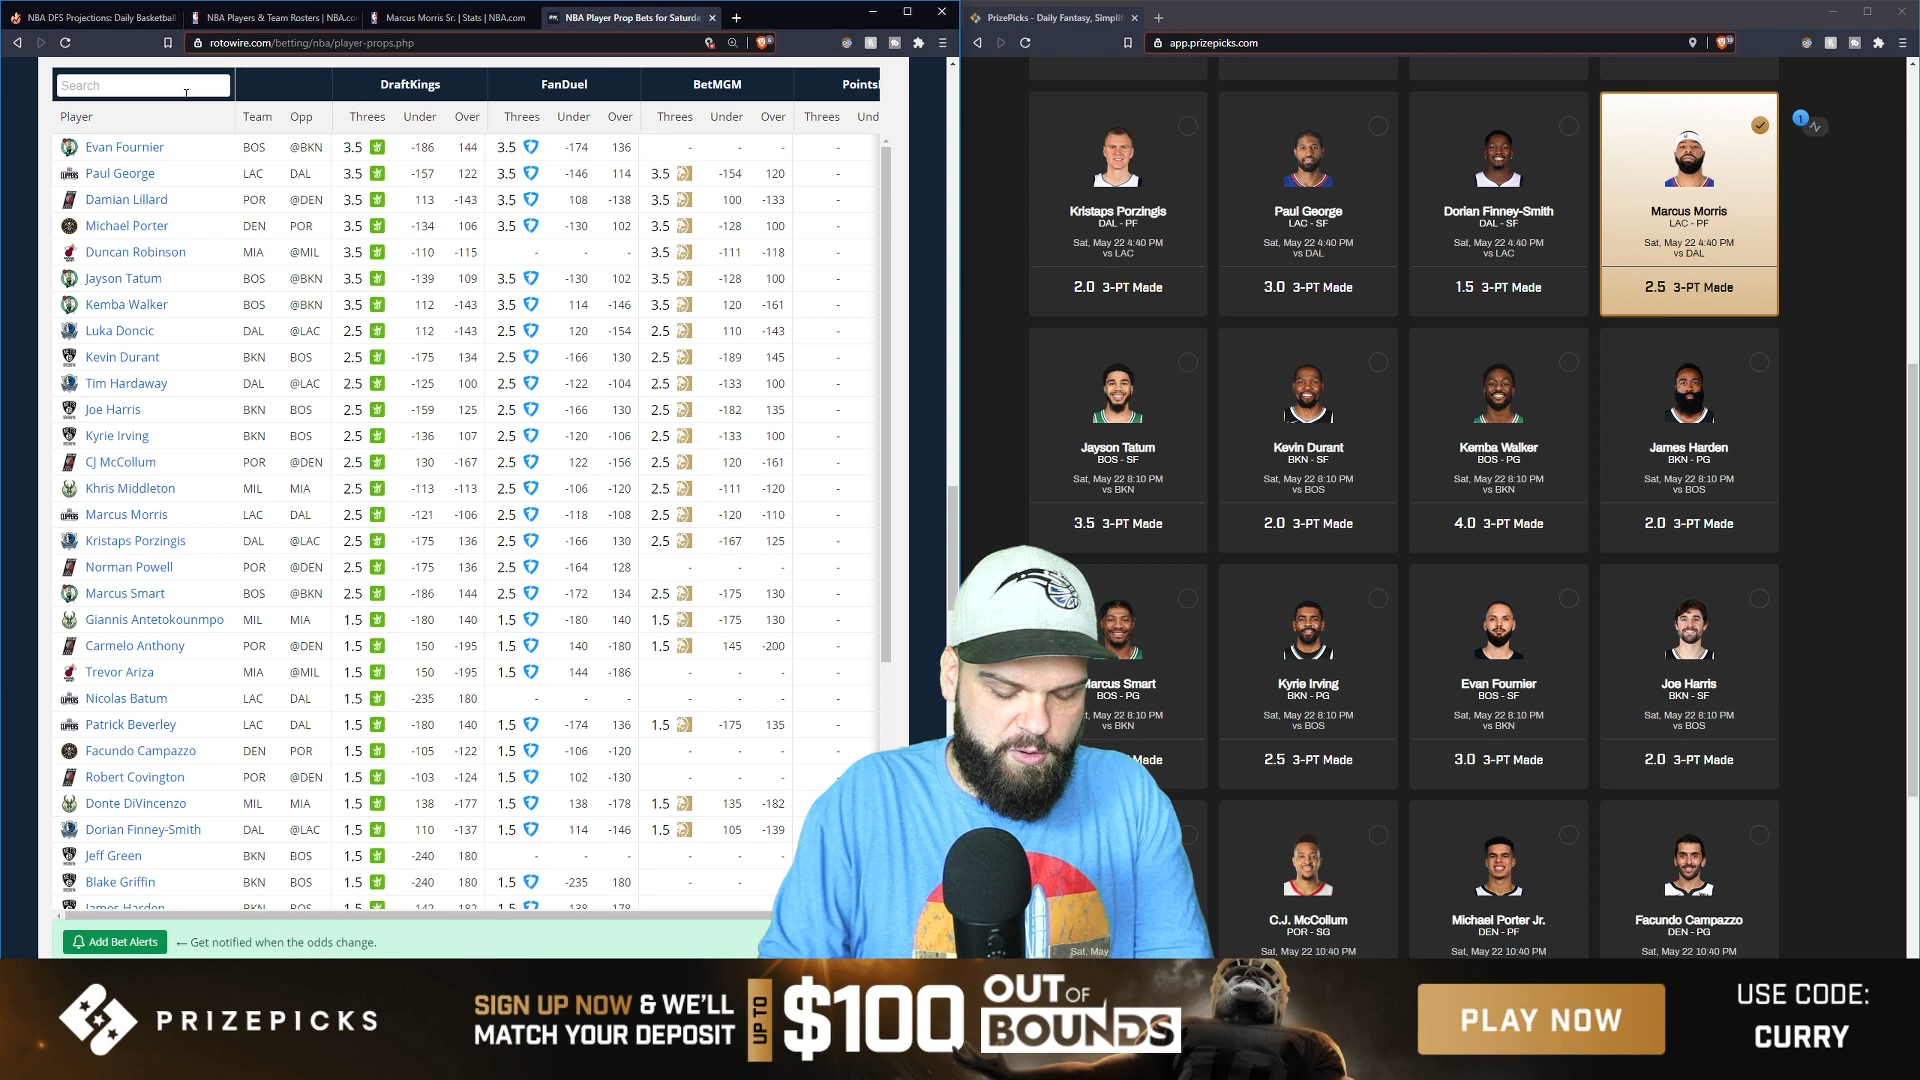 NBA DFS Projections: Daily Basketball
NBA Players & Team Rosters | NBA.co
Marcus Morris Sr. | Stats | NBA.com
NBA Player Prop Bets for Saturda
rotowire.com/betting/nba/player-props.php
PrizePicks - Daily Fantasy, Simplifi
app.prizepicks.com
Search
DraftKings FanDuel BetMGM Points
Player Team Opp Threes Under Over Threes Under Over Threes Under Over Threes Und
Evan Fournier BOS @BKN 3.5 -186 144 3.5 -174 136 - - - -
Paul George LAC DAL 3.5 -157 122 3.5 -146 114 3.5 -154 120 -
Damian Lillard POR @DEN 3.5 113 -143 3.5 108 -138 3.5 100 -133 -
Michael Porter DEN POR 3.5 -134 106 3.5 -130 102 3.5 -128 100 -
Duncan Robinson MIA @MIL 3.5 -110 -115 - - - 3.5 -111 -118 -
Jayson Tatum BOS @BKN 3.5 -139 109 3.5 -130 102 3.5 -128 100 -
Kemba Walker BOS @BKN 3.5 112 -143 3.5 114 -146 3.5 120 -161 -
Luka Doncic DAL @LAC 2.5 112 -143 2.5 120 -154 2.5 110 -143 -
Kevin Durant BKN BOS 2.5 -175 134 2.5 -166 130 2.5 -189 145 -
Tim Hardaway DAL @LAC 2.5 -125 100 2.5 -122 -104 2.5 -133 100 -
Joe Harris BKN BOS 2.5 -159 125 2.5 -166 130 2.5 -182 135 -
Kyrie Irving BKN BOS 2.5 -136 107 2.5 -120 -106 2.5 -133 100 -
CJ McCollum POR @DEN 2.5 130 -167 2.5 122 -156 2.5 120 -161 -
Khris Middleton MIL MIA 2.5 -113 -113 2.5 -106 -120 2.5 -111 -120 -
Marcus Morris LAC DAL 2.5 -121 -106 2.5 -118 -108 2.5 -120 -110 -
Kristaps Porzingis DAL @LAC 2.5 -175 136 2.5 -166 130 2.5 -167 125 -
Norman Powell POR @DEN 2.5 -175 136 2.5 -164 128 - - - -
Marcus Smart BOS @BKN 2.5 -186 144 2.5 -172 134 2.5 -175 130 -
Giannis Antetokounmpo MIL MIA 1.5 -180 140 1.5 -180 140 1.5 -175 130 -
Carmelo Anthony POR @DEN 1.5 150 -195 1.5 140 -180 1.5 145 -200 -
Trevor Ariza MIA @MIL 1.5 150 -195 1.5 144 -186 - - - -
Nicolas Batum LAC DAL 1.5 -235 180 - - - - - - -
Patrick Beverley LAC DAL 1.5 -180 140 1.5 -174 136 1.5 -175 135 -
Facundo Campazzo DEN POR 1.5 -105 -122 1.5 -106 -120 - - - -
Robert Covington POR @DEN 1.5 -103 -124 1.5 102 -130 - - - -
Donte DiVincenzo MIL MIA 1.5 138 -177 1.5 138 -178 1.5 135 -182
Dorian Finney-Smith DAL @LAC 1.5 110 -137 1.5 114 -146 1.5 105 -139
Jeff Green BKN BOS 1.5 -240 180 - - - - - -
Blake Griffin BKN BOS 1.5 -240 180 1.5 -235 180 - -
James Harden BKN BOS 1.5 142 -182 1.5 138 -178
Add Bet Alerts ← Get notified when the odds change.
Kristaps Porzingis
DAL - PF
Sat, May 22 4:40 PM
vs LAC
2.0 3-PT Made
Paul George
LAC - SF
Sat, May 22 4:40 PM
vs DAL
3.0 3-PT Made
Dorian Finney-Smith
DAL - SF
Sat, May 22 4:40 PM
vs LAC
1.5 3-PT Made
Marcus Morris
LAC - PF
Sat, May 22 4:40 PM
vs DAL
2.5 3-PT Made
1
Jayson Tatum
BOS - SF
Sat, May 22 8:10 PM
vs BKN
3.5 3-PT Made
Kevin Durant
BKN - SF
Sat, May 22 8:10 PM
vs BOS
2.0 3-PT Made
Kemba Walker
BOS - PG
Sat, May 22 8:10 PM
vs BKN
4.0 3-PT Made
James Harden
BKN - PG
Sat, May 22 8:10 PM
vs BOS
2.0 3-PT Made
Marcus Smart
BOS - PG
Sat, May 22 8:10 PM
vs BKN
Made
Kyrie Irving
BKN - PG
Sat, May 22 8:10 PM
vs BOS
2.5 3-PT Made
Evan Fournier
BOS - SF
Sat, May 22 8:10 PM
vs BKN
3.0 3-PT Made
Joe Harris
BKN - SF
Sat, May 22 8:10 PM
vs BOS
2.0 3-PT Made
Sat, May
C.J. McCollum
POR - SG
Sat, May 22 10:40 PM
Michael Porter Jr.
DEN - PF
Sat, May 22 10:40 PM
Facundo Campazzo
DEN - PG
Sat, May 22 10:40 PM
PRIZEPICKS
SIGN UP NOW & WE'LL
MATCH YOUR DEPOSIT
UP TO
$100
OUT OF
BOUNDS
PLAY NOW
USE CODE:
CURRY